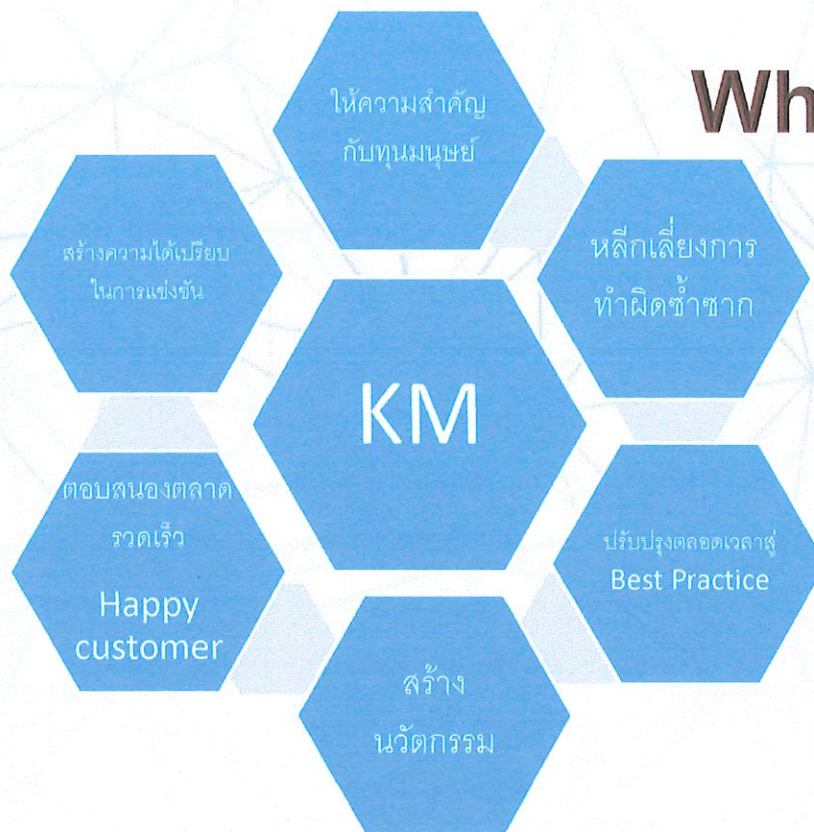 Wh
ให้ความสำคัญ
กับทุนมนุษย์
หลีกเลี่ยงการ
ทำผิดซ้ำซาก
ปรับปรุงตลอดเวลาสู่
Best Practice
สร้าง
นวัตกรรม
ตอบสนองตลาด
รวดเร็ว
Happy
customer
สร้างความได้เปรียบ
ในการแข่งขัน
KM